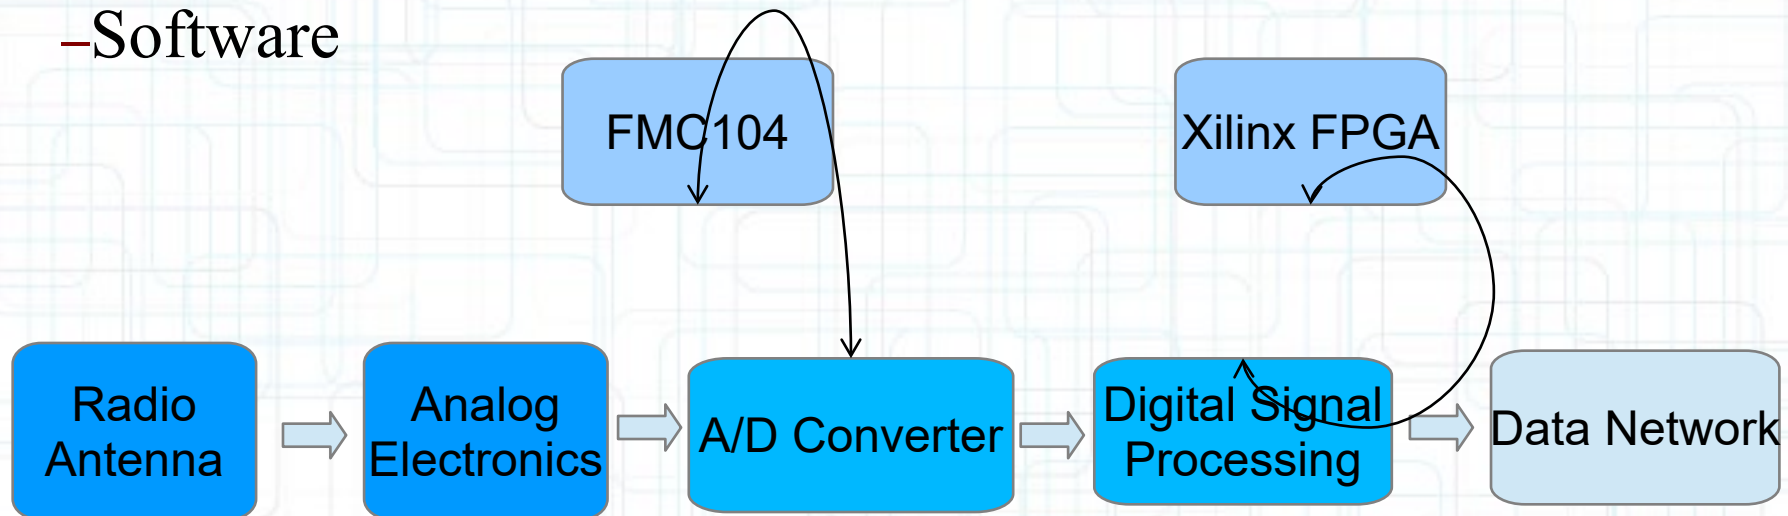 –Software
FMC104
Xilinx FPGA
Radio
Antenna
Analog
Electronics
A/D Converter
Digital Signal
Processing
Data Network